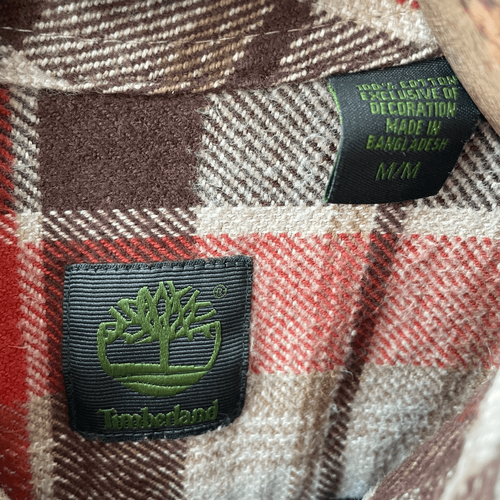 100% COTTON
EXCLUSIVE OF
DECORATION
MADE IN
BANGLADESH
M/M
®
Timberland